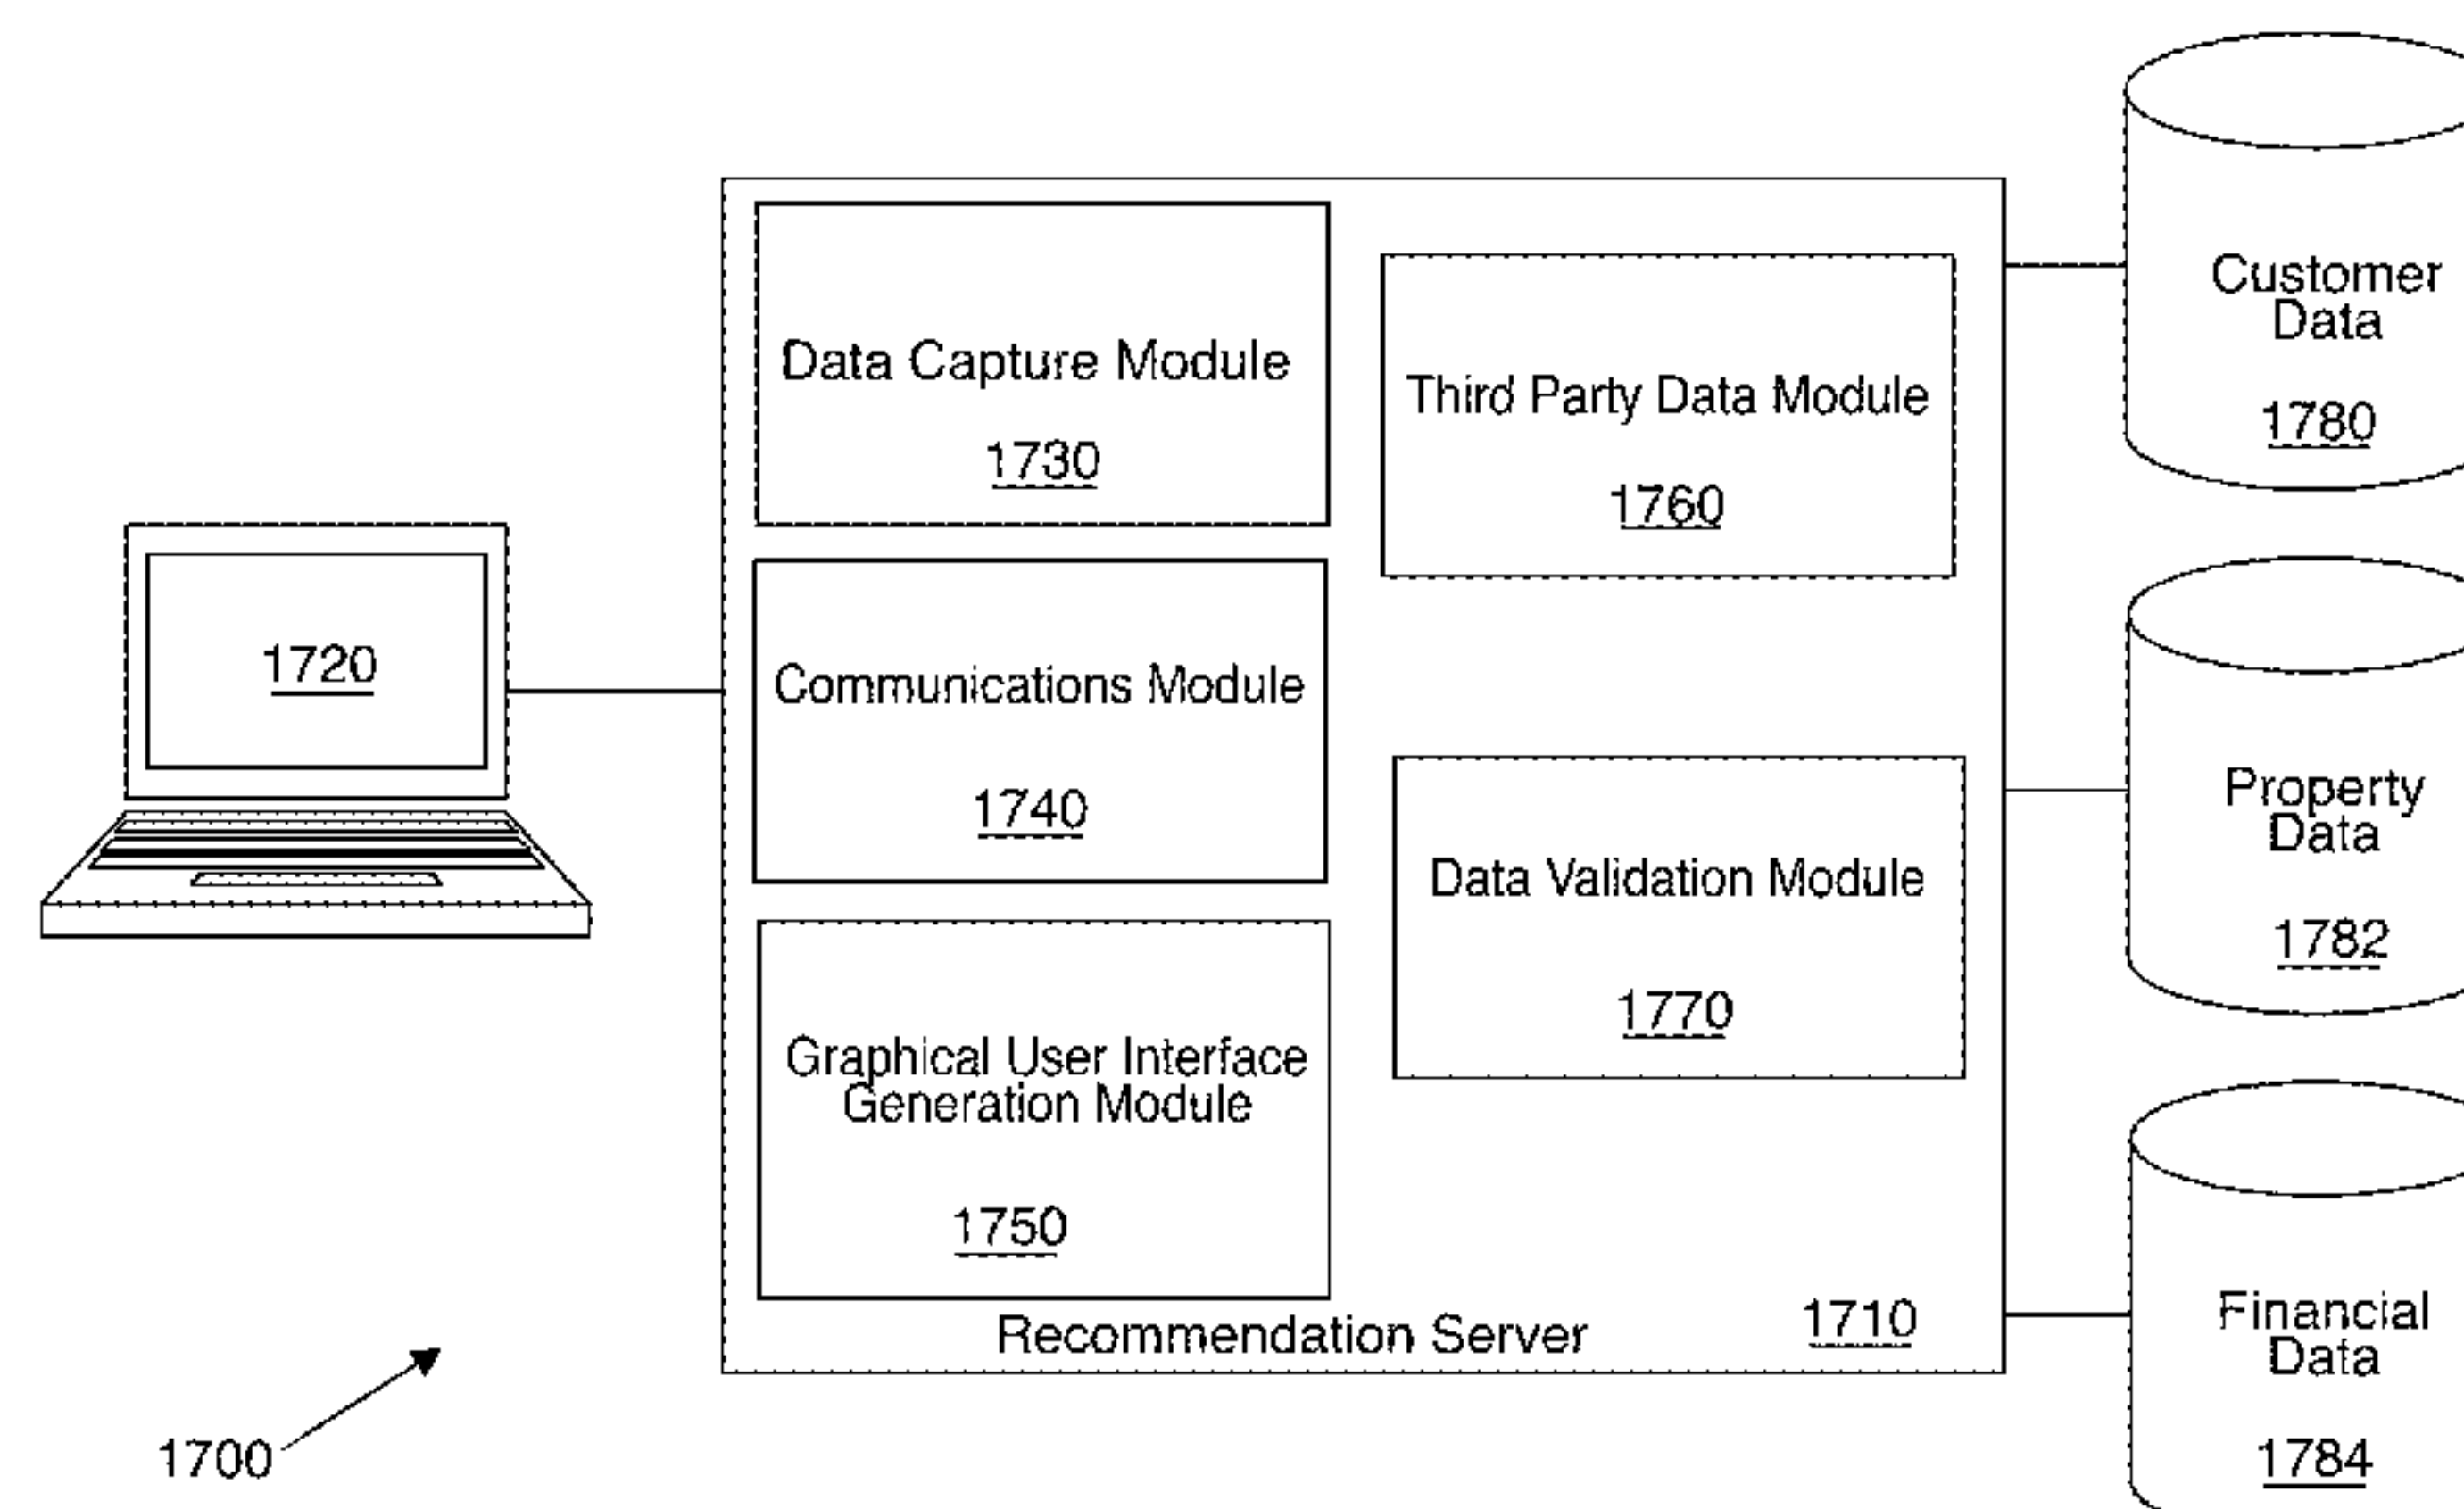 1720
1700
Data Capture Module
1730
Communications Module
1740
Graphical User Interface
Generation Module
1750
Third Party Data Module
1760
Data Validation Module
1770
Recommendation Server
1710
Customer
Data
1780
Property
Data
1782
Financial
Data
1784